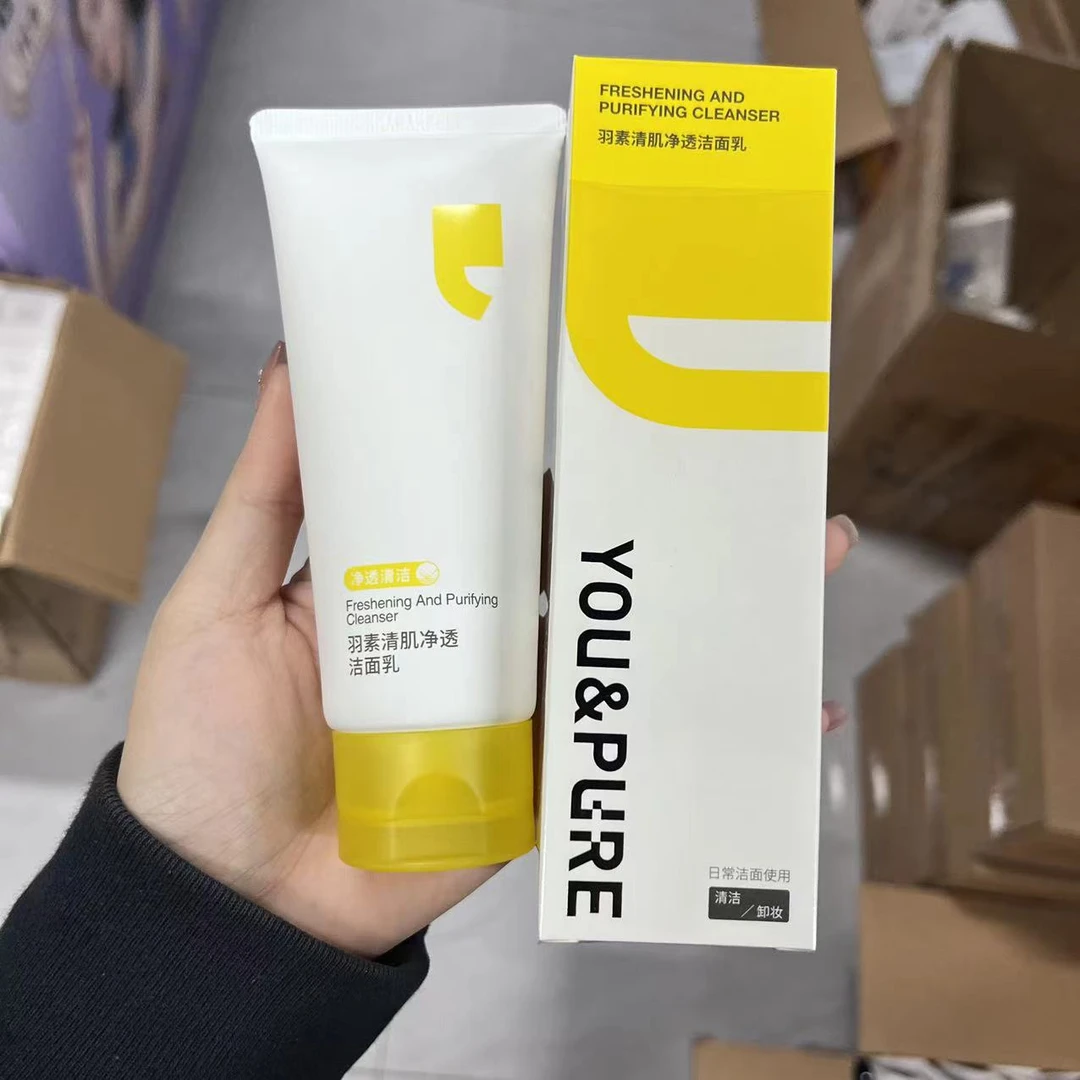 净透清洁
Freshening And Purifying
Cleanser
羽素清肌净透
洁面乳
FRESHENING AND
PURIFYING CLEANSER
羽素清肌净透洁面乳
YOU&PURE
日常洁面使用
清洁
／卸妆